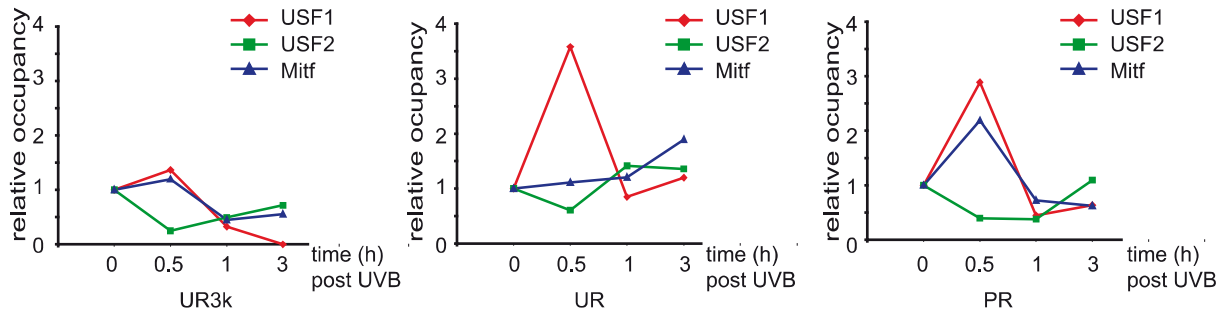 relative occupancy
4
3
2
1
0
USF1
USF2
Mitf
0 0.5 1 3
time (h)
post UVB
UR3k
relative occupancy
4
3
2
1
0
USF1
USF2
Mitf
0 0.5 1 3
time (h)
post UVB
UR
relative occupancy
4
3
2
1
0
USF1
USF2
Mitf
0 0.5 1 3
time (h)
post UVB
PR